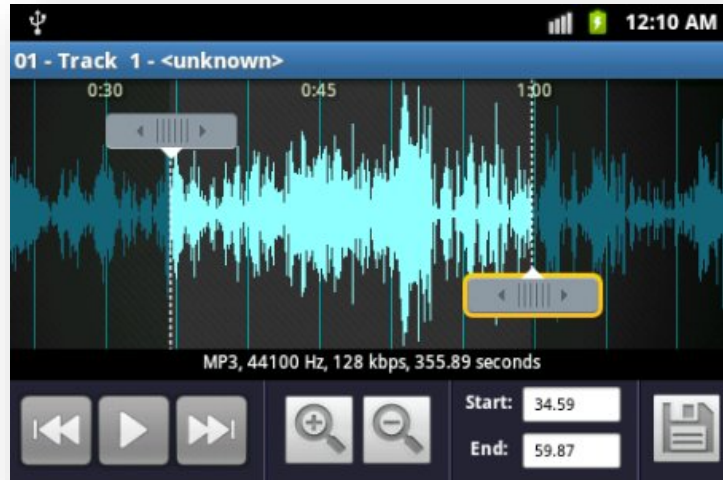 12:10 AM
01 - Track 1 - <unknown>
0:30 0:45 1:00
MP3, 44100 Hz, 128 kbps, 355.89 seconds
Start: 34.59
End: 59.87